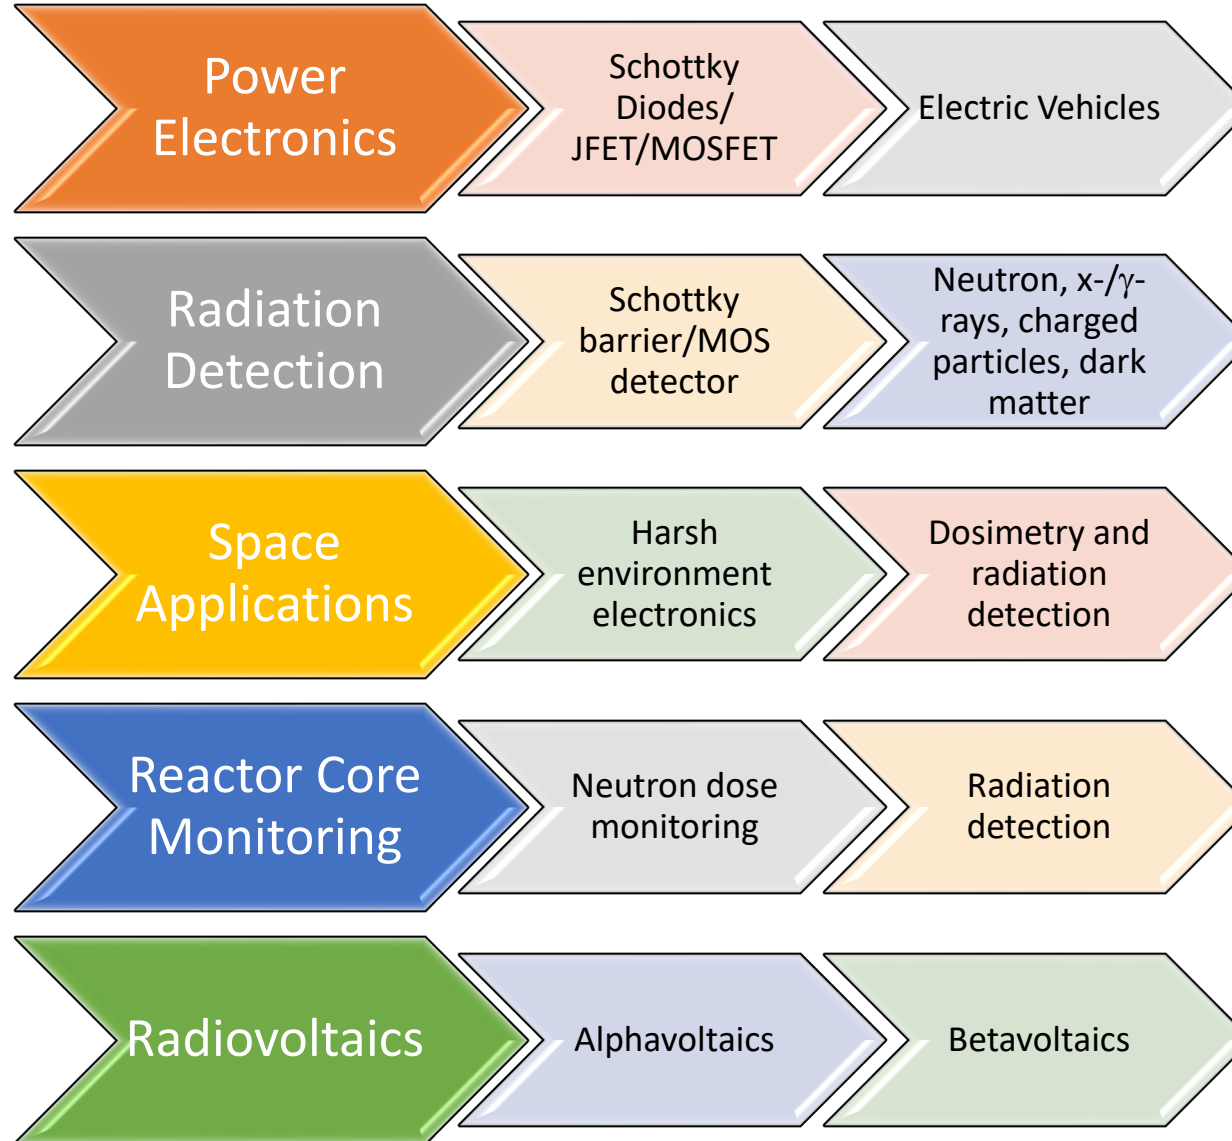 Power
Electronics
Schottky
Diodes/
JFET/MOSFET
Electric Vehicles
Radiation
Detection
Schottky
barrier/MOS
detector
Neutron, x-/γ-
rays, charged
particles, dark
matter
Space
Applications
Harsh
environment
electronics
Dosimetry and
radiation
detection
Reactor Core
Monitoring
Neutron dose
monitoring
Radiation
detection
Radiovoltaics
Alphavoltaics
Betavoltaics